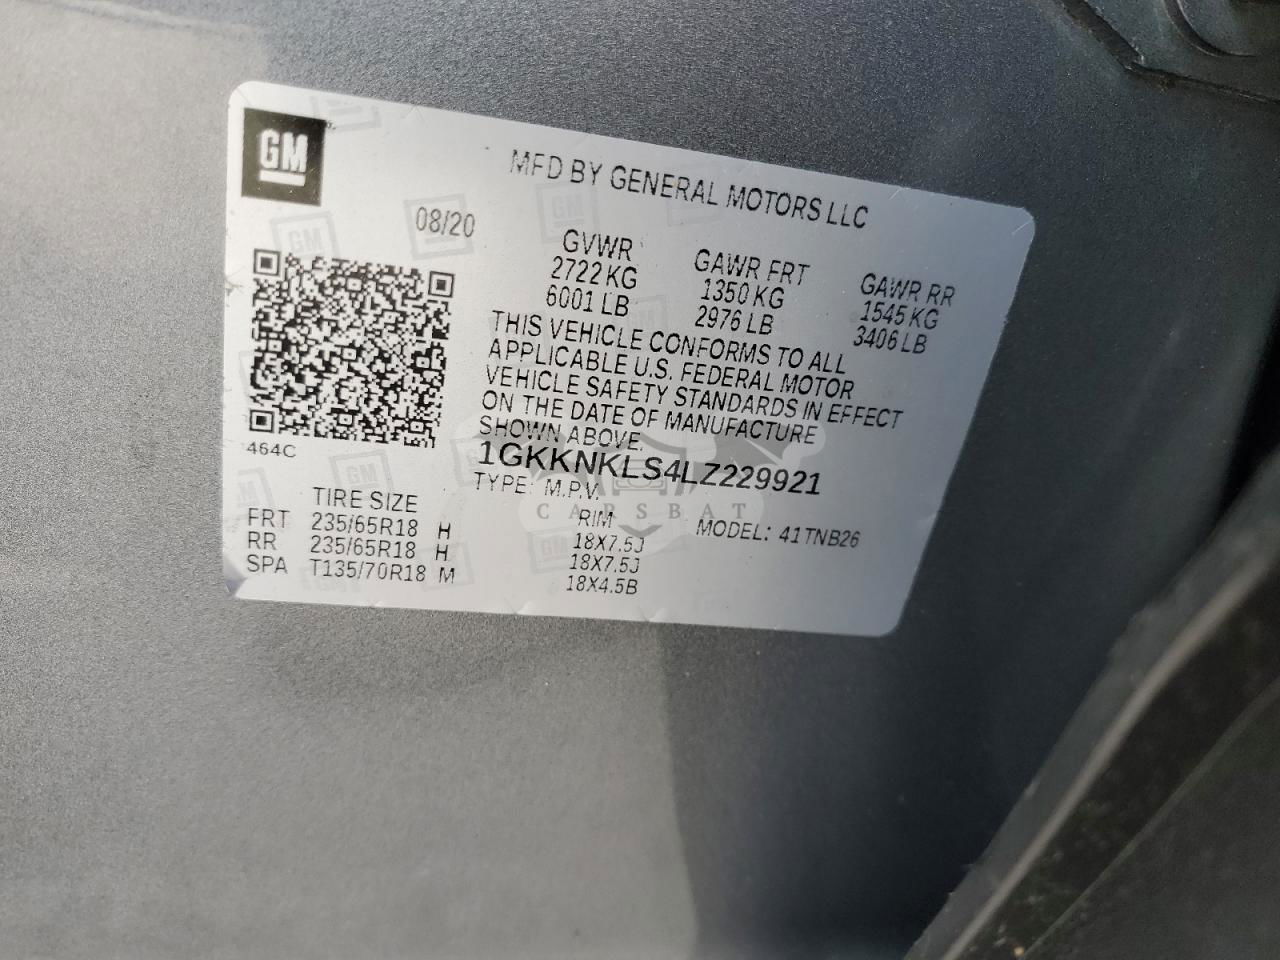 GM
MFD BY GENERAL MOTORS LLC
08/20
GVWR GAWR FRT GAWR RR
2722 KG 1350 KG 1545 KG
6001 LB 2976 LB 3406 LB
THIS VEHICLE CONFORMS TO ALL
APPLICABLE U.S. FEDERAL MOTOR
VEHICLE SAFETY STANDARDS IN EFFECT
ON THE DATE OF MANUFACTURE
SHOWN ABOVE.
464C
1GKKNKLS4LZ229921
TYPE: M.P.V.
CARSBAT
MODEL: 41TNB26
TIRE SIZE RIM
FRT 235/65R18 H 18X7.5J
RR 235/65R18 H 18X7.5J
SPA T135/70R18 M 18X4.5B